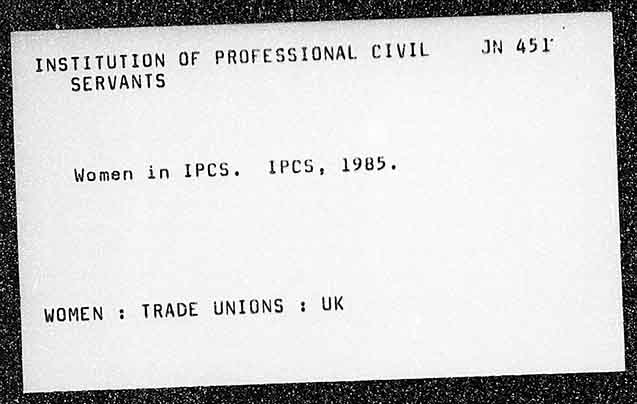 INSTITUTION OF PROFESSIONAL CIVIL JN 451
SERVANTS
Women in IPCS. IPCS, 1985.
WOMEN : TRADE UNIONS : UK